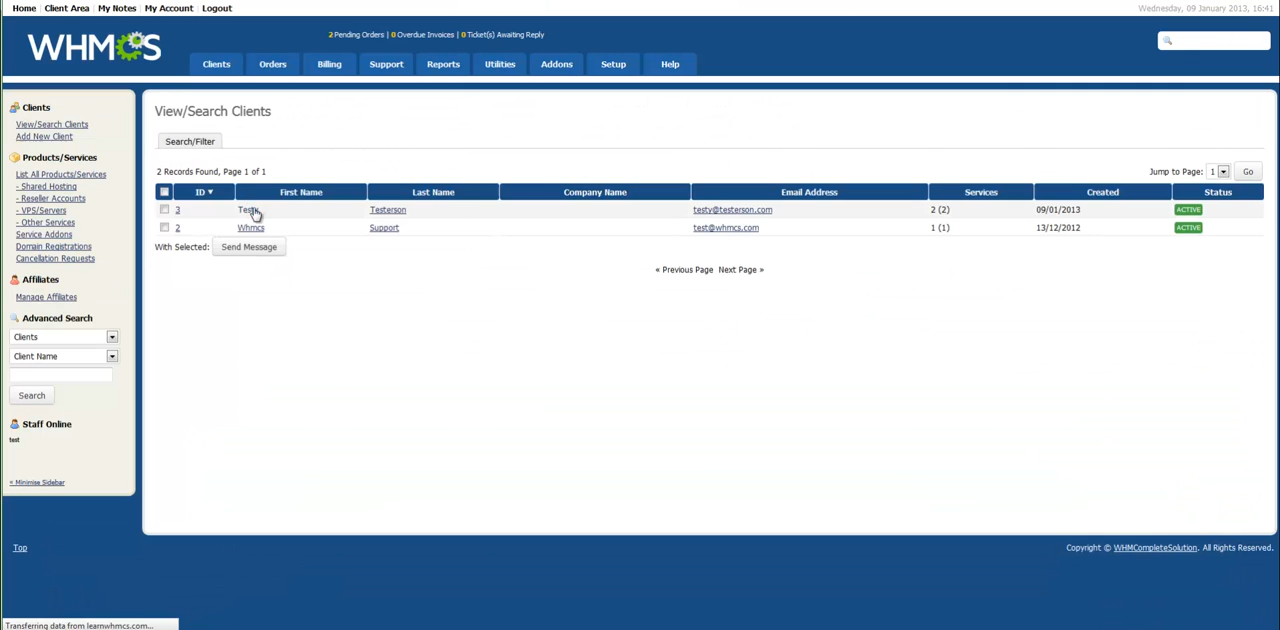 Home Client Area My Notes My Account Logout
Wednesday, 09 January 2013, 16:41
WHMCS
2 Pending Orders | 0 Overdue Invoices | 0 Ticket(s) Awaiting Reply
Clients Orders Billing Support Reports Utilities Addons Setup Help
Clients
View/Search Clients
Add New Client
Products/Services
List All Products/Services
- Shared Hosting
- Reseller Accounts
- VPS/Servers
- Other Services
Service Addons
Domain Registrations
Cancellation Requests
Affiliates
Manage Affiliates
Advanced Search
Clients
Client Name
Search
Staff Online
test
« Minimise Sidebar
View/Search Clients
Search/Filter
2 Records Found, Page 1 of 1
Jump to Page: 1 Go
ID First Name Last Name Company Name Email Address Services Created Status
3 Testy Testerson testy@testerson.com 2 (2) 09/01/2013 ACTIVE
2 Whmcs Support test@whmcs.com 1 (1) 13/12/2012 ACTIVE
With Selected: Send Message
« Previous Page Next Page »
Top
Copyright © WHMCompleteSolution. All Rights Reserved.
Transferring data from learnwhmcs.com...